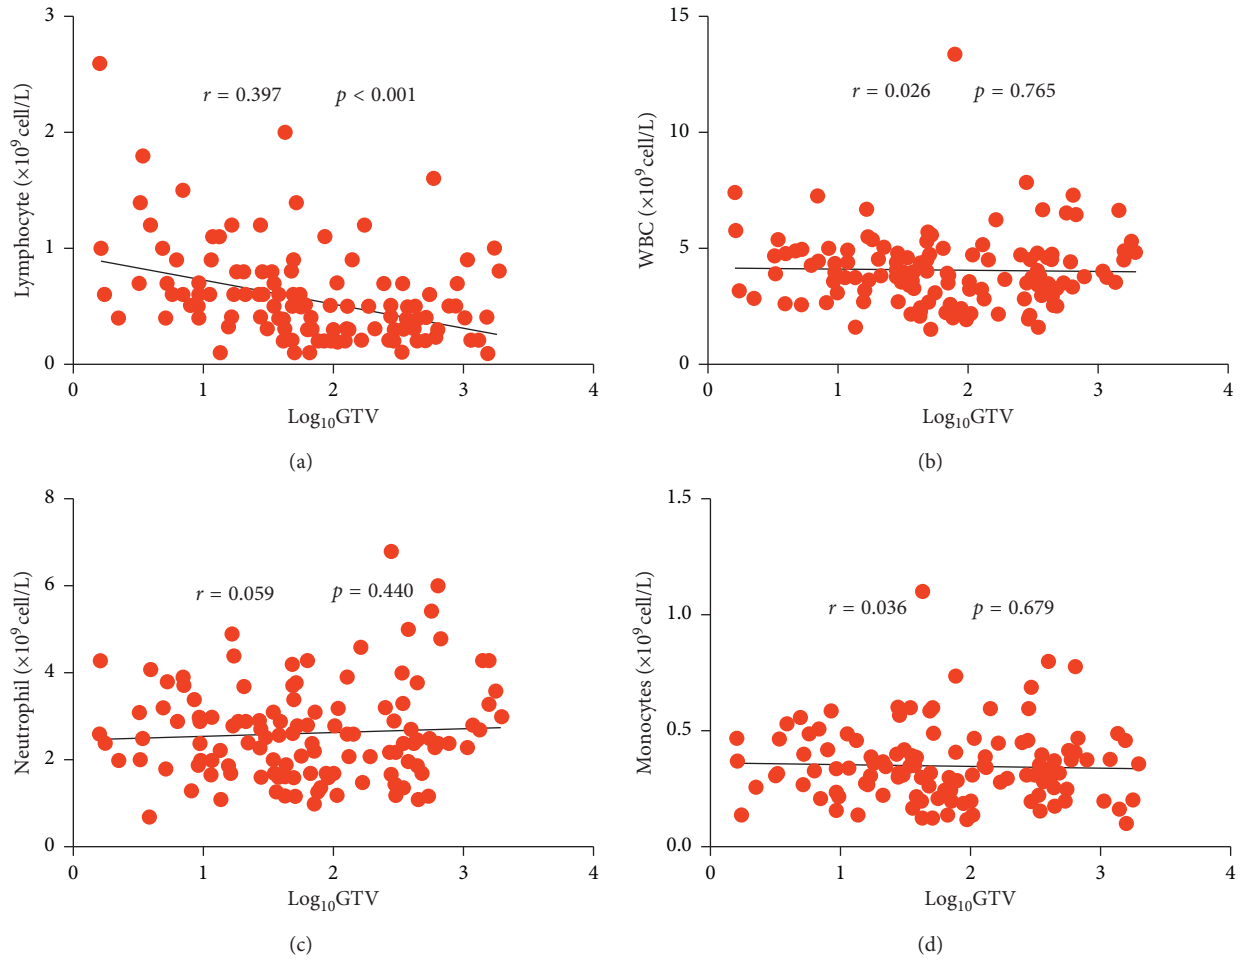 3
2
1
0
Lymphocyte (×10⁹ cell/L)
r = 0.397 p < 0.001
0 1 2 3 4
Log₁₀GTV
(a)
15
10
5
0
WBC (×10⁹ cell/L)
r = 0.026 p = 0.765
0 1 2 3 4
Log₁₀GTV
(b)
8
6
4
2
0
Neutrophil (×10⁹ cell/L)
r = 0.059 p = 0.440
0 1 2 3 4
Log₁₀GTV
(c)
1.5
1.0
0.5
0.0
Monocytes (×10⁹ cell/L)
r = 0.036 p = 0.679
0 1 2 3 4
Log₁₀GTV
(d)